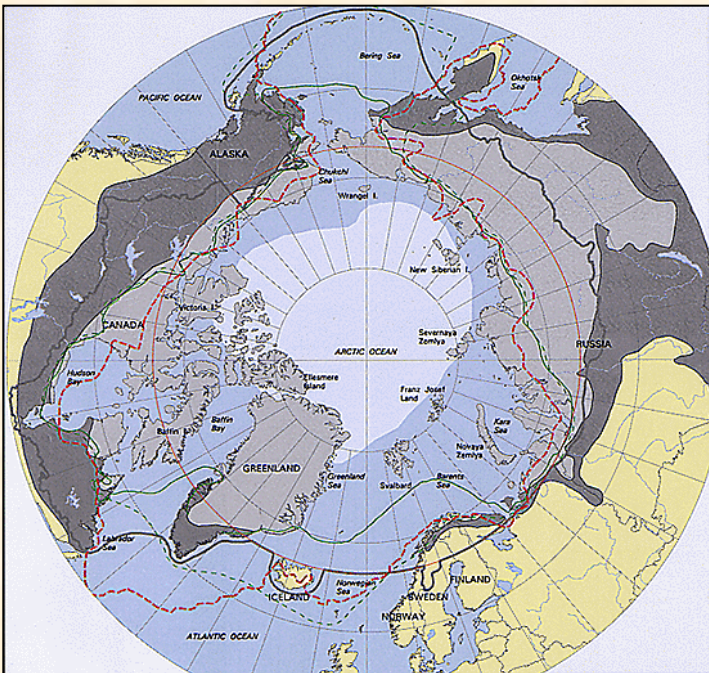 Bering Sea
Okhotsk
Sea
PACIFIC OCEAN
ALASKA
Chukchi
Sea
Wrangel I.
New Siberian I.
Victoria I.
CANADA
Severnaya
Zemlya
RUSSIA
ARCTIC OCEAN
Hudson
Bay
Ellesmere
Island
Franz Josef
Land
Baffin I.
Baffin
Bay
Kara
Sea
Novaya
Zemlya
GREENLAND
Greenland
Sea
Svalbard
Barents
Sea
Labrador
Sea
Norwegian
Sea
ICELAND
FINLAND
SWEDEN
NORWAY
ATLANTIC OCEAN